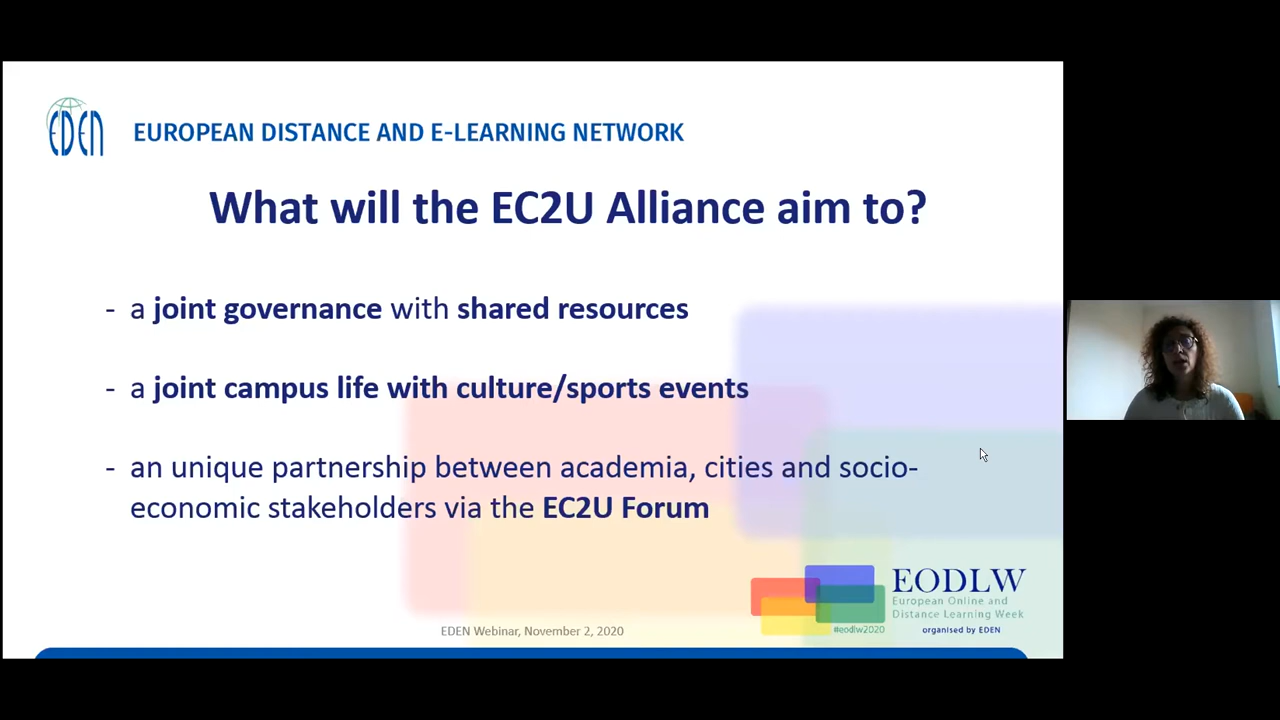 EDEN
EUROPEAN DISTANCE AND E-LEARNING NETWORK
What will the EC2U Alliance aim to?
- a joint governance with shared resources
- a joint campus life with culture/sports events
- an unique partnership between academia, cities and socio-
economic stakeholders via the EC2U Forum
EODLW
European Online and
Distance Learning Week
#eodlw2020
organised by EDEN
EDEN Webinar, November 2, 2020